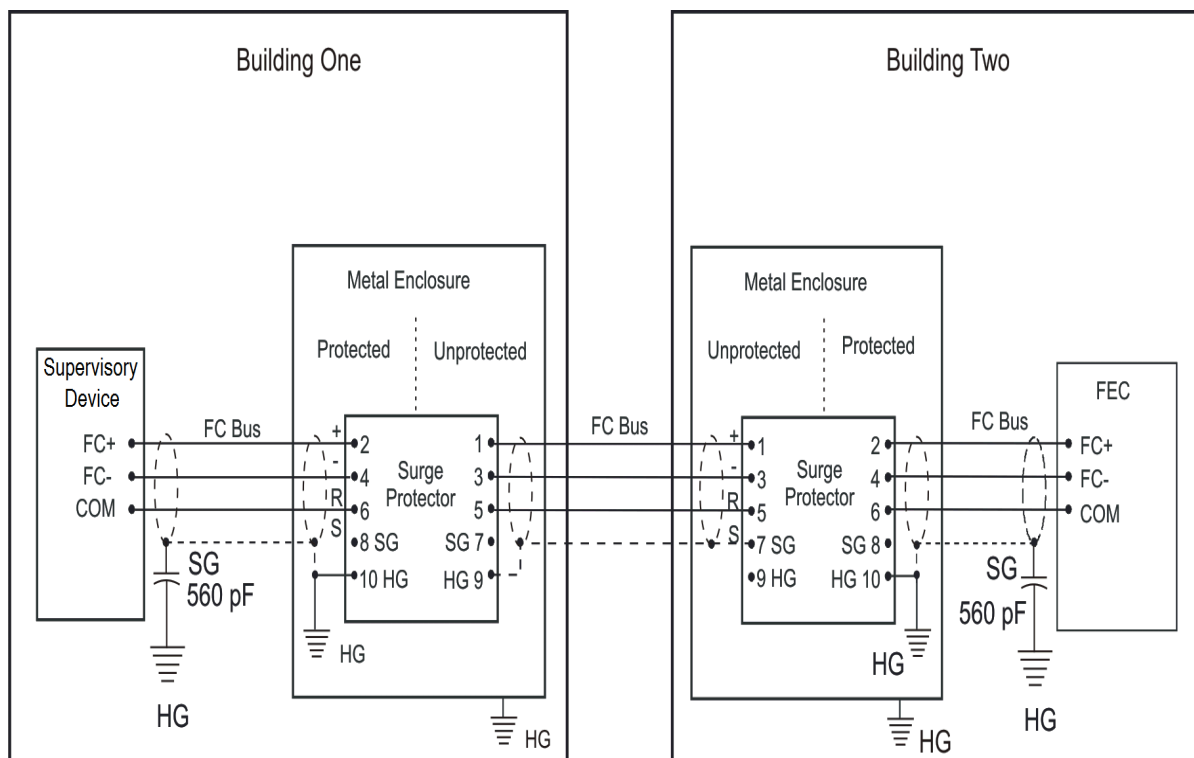 Building One
Building Two
Metal Enclosure
Protected
Unprotected
Metal Enclosure
Unprotected
Protected
Supervisory
Device
FC+
FC-
COM
FC Bus
+
-
R
S
2
4
6
8 SG
10 HG
Surge
Protector
1
3
5
SG 7
HG 9
FC Bus
+
-
R
S
1
3
5
7 SG
9 HG
Surge
Protector
2
4
6
SG 8
HG 10
FC Bus
FEC
FC+
FC-
COM
SG
560 pF
HG
HG
HG
HG
SG
560 pF
HG
HG